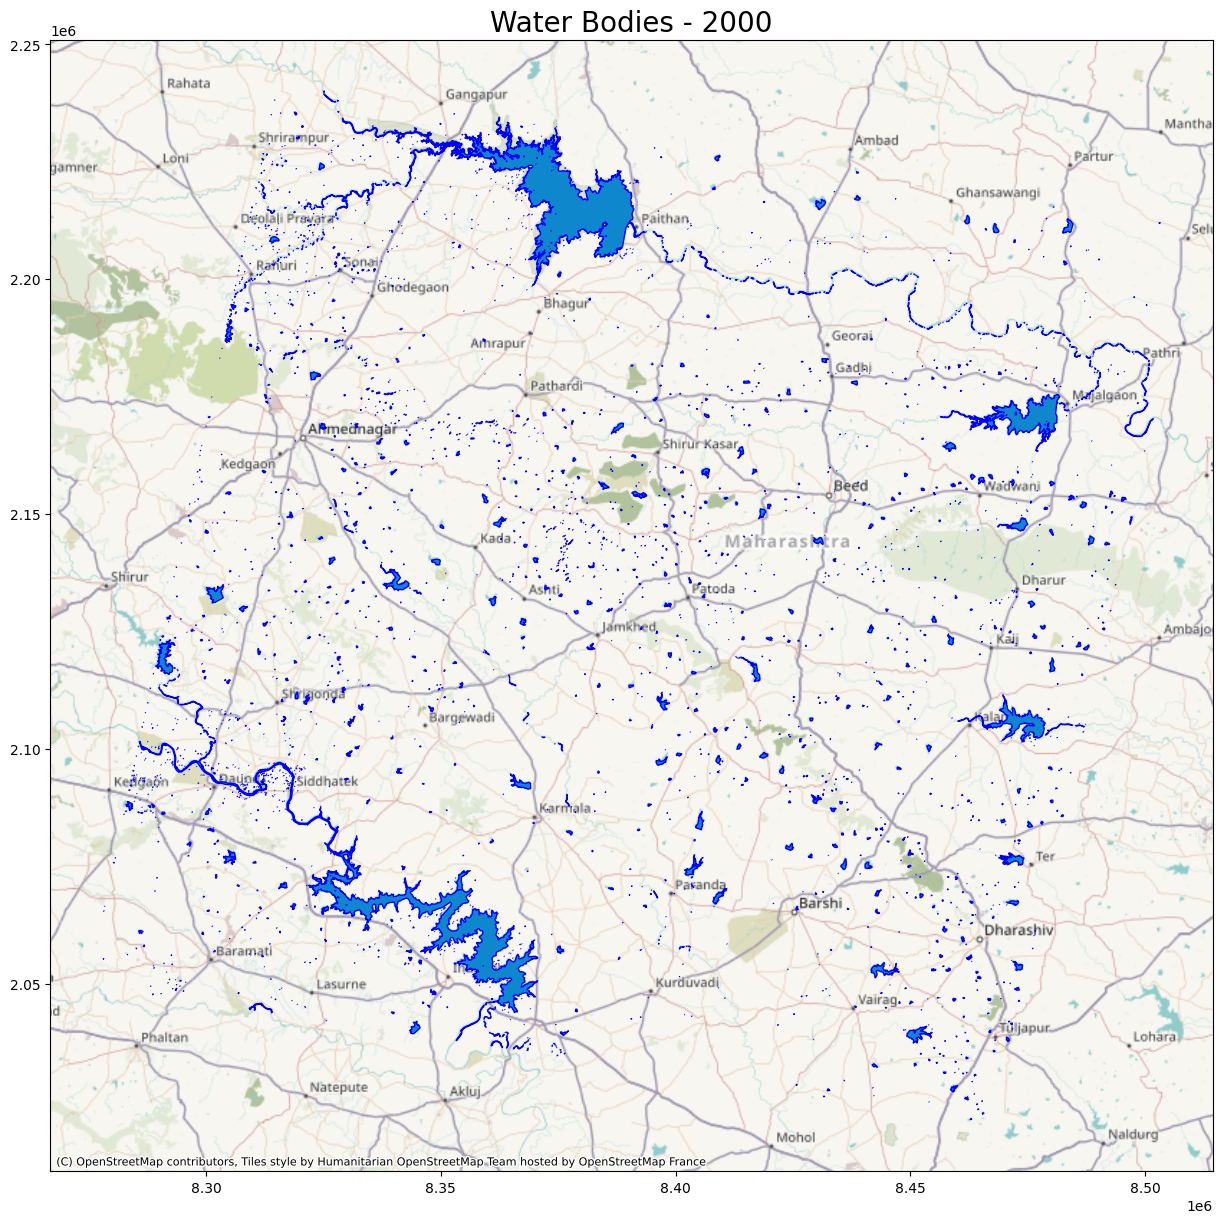 Water Bodies - 2000
1e6
2.25
Rahata
Gangapur
Mantha
Shrirampur
Ambad
Loni
Partur
gamner
Ghansawangi
Deolali Pravara
Paithan
Selu
Rahuri
Sonai
2.20
Ghodegaon
Bhagur
Amrapur
Georai
Pathri
Gadhi
Pathardi
Majalgaon
Ahmednagar
Shirur Kasar
Kedgaon
Beed
Wadwani
2.15
Kada
Maharashtra
Shirur
Dharur
Ashti
Patoda
Jamkhed
Ambajo
Kaij
Shrigonda
Bargewadi
Kalam
2.10
Kedgaon
Daund
Siddhatek
Karmala
Ter
Paranda
Barshi
Dharashiv
Baramati
2.05
Lasurne
Kurduvadi
Vairag
Tuljapur
Phaltan
Lohara
Natepute
Akluj
Mohol
Naldurg
(C) OpenStreetMap contributors, Tiles style by Humanitarian OpenStreetMap Team hosted by OpenStreetMap France
8.30
8.35
8.40
8.45
8.50
1e6